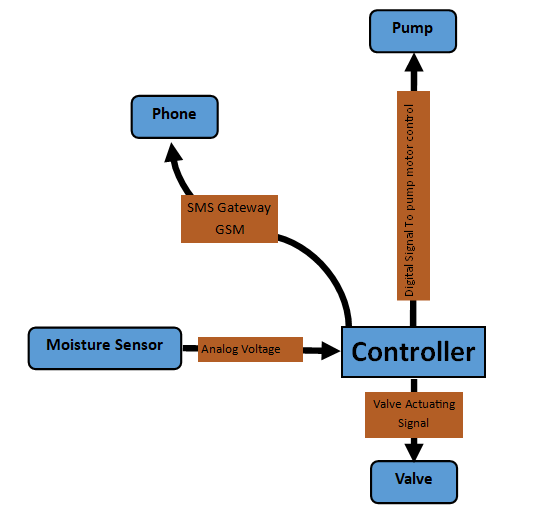 Pump
Phone
Digital Signal To pump motor control
SMS Gateway
GSM
Moisture Sensor
Analog Voltage
Controller
Valve Actuating
Signal
Valve